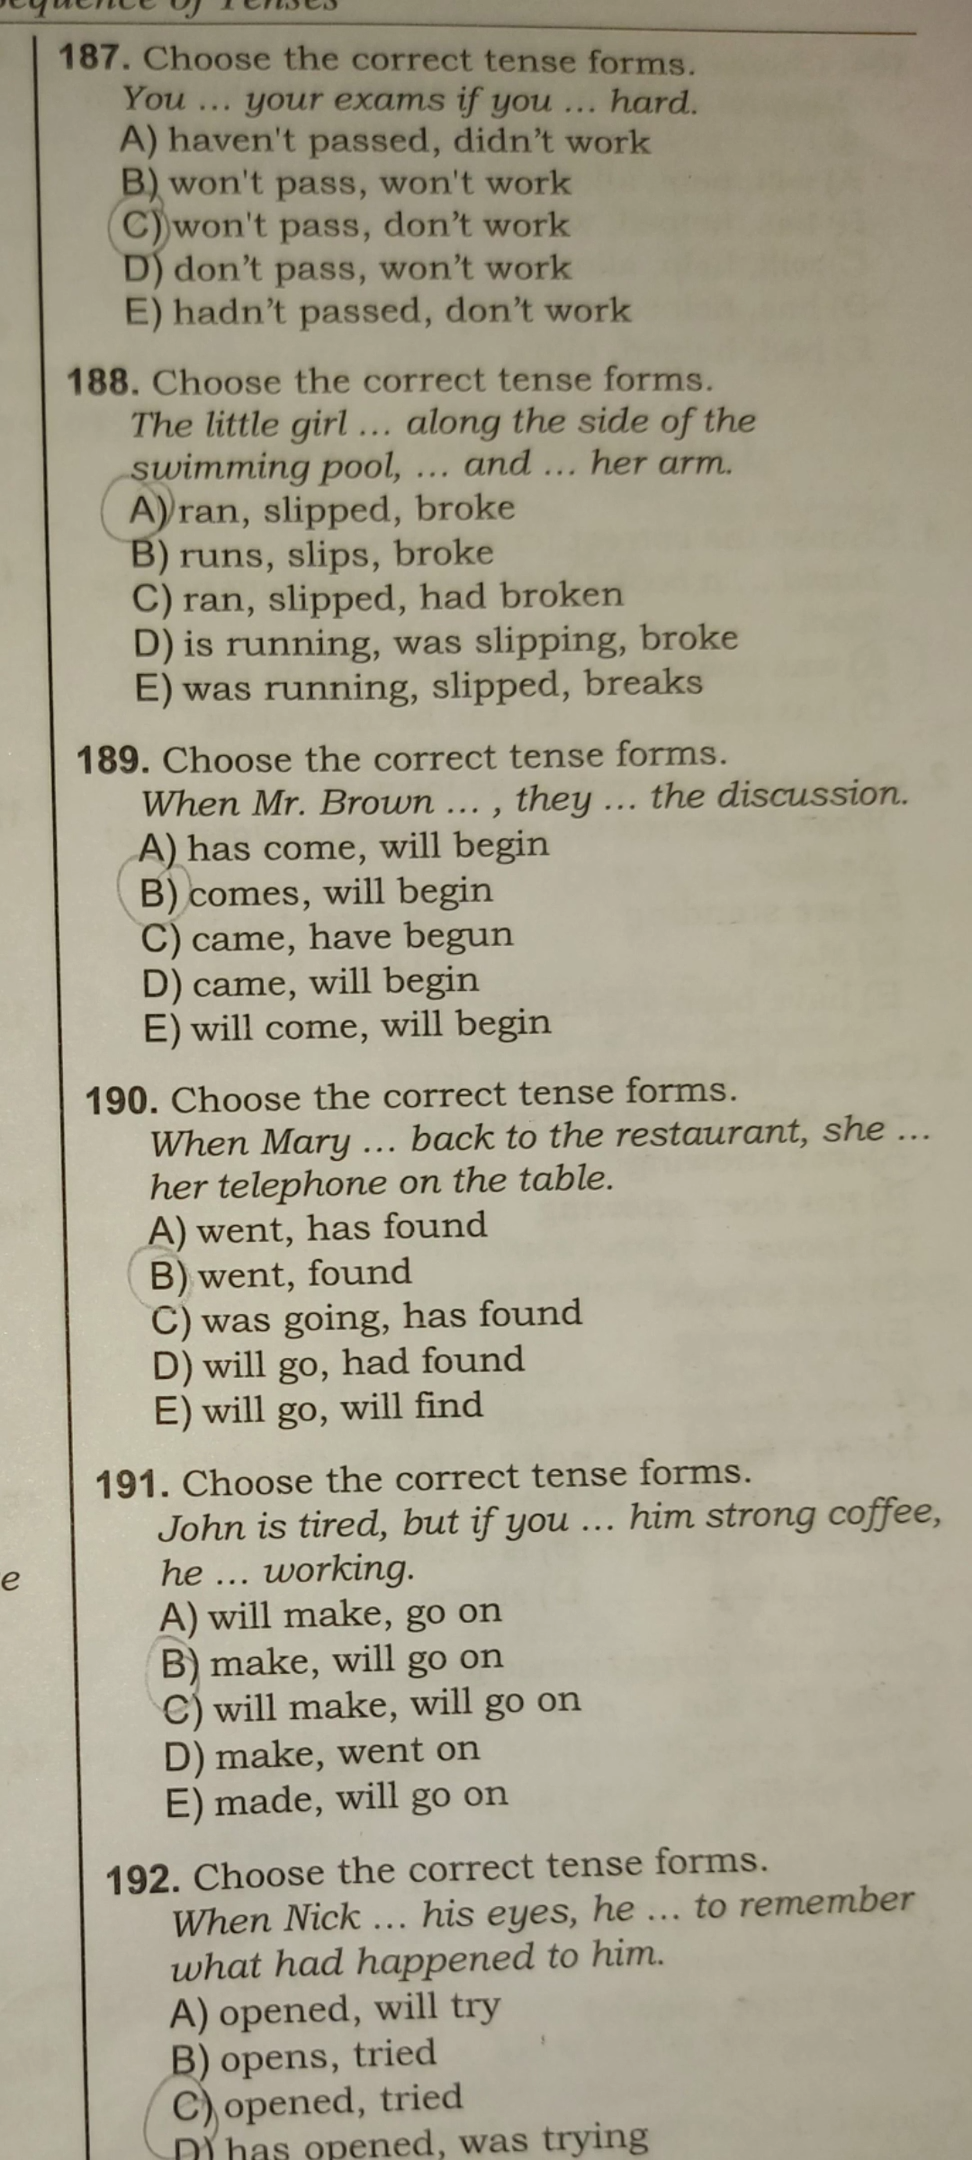 Sequence of Tenses
187. Choose the correct tense forms.
You ... your exams if you ... hard.
A) haven't passed, didn't work
B) won't pass, won't work
C) won't pass, don't work
D) don't pass, won't work
E) hadn't passed, don't work
188. Choose the correct tense forms.
The little girl ... along the side of the
swimming pool, ... and ... her arm.
A) ran, slipped, broke
B) runs, slips, broke
C) ran, slipped, had broken
D) is running, was slipping, broke
E) was running, slipped, breaks
189. Choose the correct tense forms.
When Mr. Brown ... , they ... the discussion.
A) has come, will begin
B) comes, will begin
C) came, have begun
D) came, will begin
E) will come, will begin
190. Choose the correct tense forms.
When Mary ... back to the restaurant, she ...
her telephone on the table.
A) went, has found
B) went, found
C) was going, has found
D) will go, had found
E) will go, will find
191. Choose the correct tense forms.
John is tired, but if you ... him strong coffee,
he ... working.
e
A) will make, go on
B) make, will go on
C) will make, will go on
D) make, went on
E) made, will go on
192. Choose the correct tense forms.
When Nick ... his eyes, he ... to remember
what had happened to him.
A) opened, will try
B) opens, tried
C) opened, tried
D) has opened, was trying